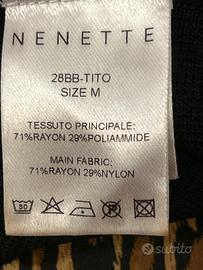 NENETTE
28BB-TITO
SIZE M
TESSUTO PRINCIPALE:
71%RAYON 29%POLIAMMIDE
MAIN FABRIC:
71%RAYON 29%NYLON
30
subito